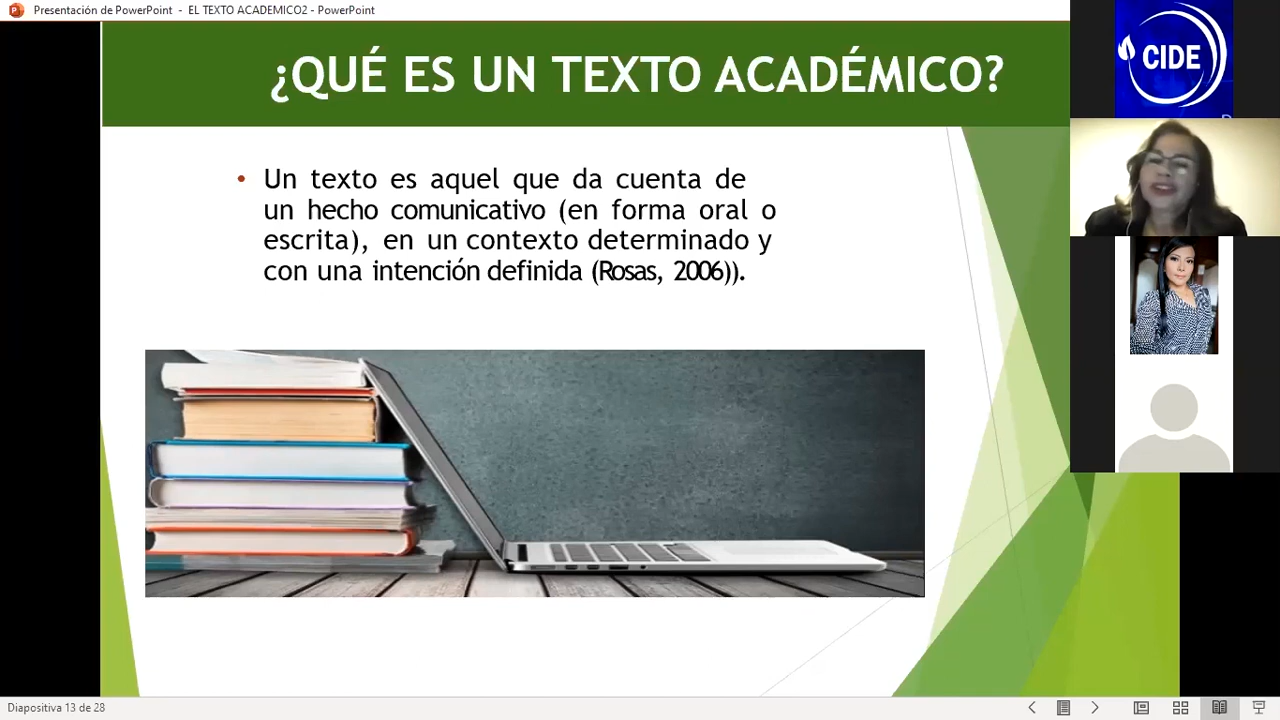 Presentación de PowerPoint - EL TEXTO ACADEMICO2 - PowerPoint
¿QUÉ ES UN TEXTO ACADÉMICO?
CIDE
• Un texto es aquel que da cuenta de
un hecho comunicativo (en forma oral o
escrita), en un contexto determinado y
con una intención definida (Rosas, 2006)).
Diapositiva 13 de 28